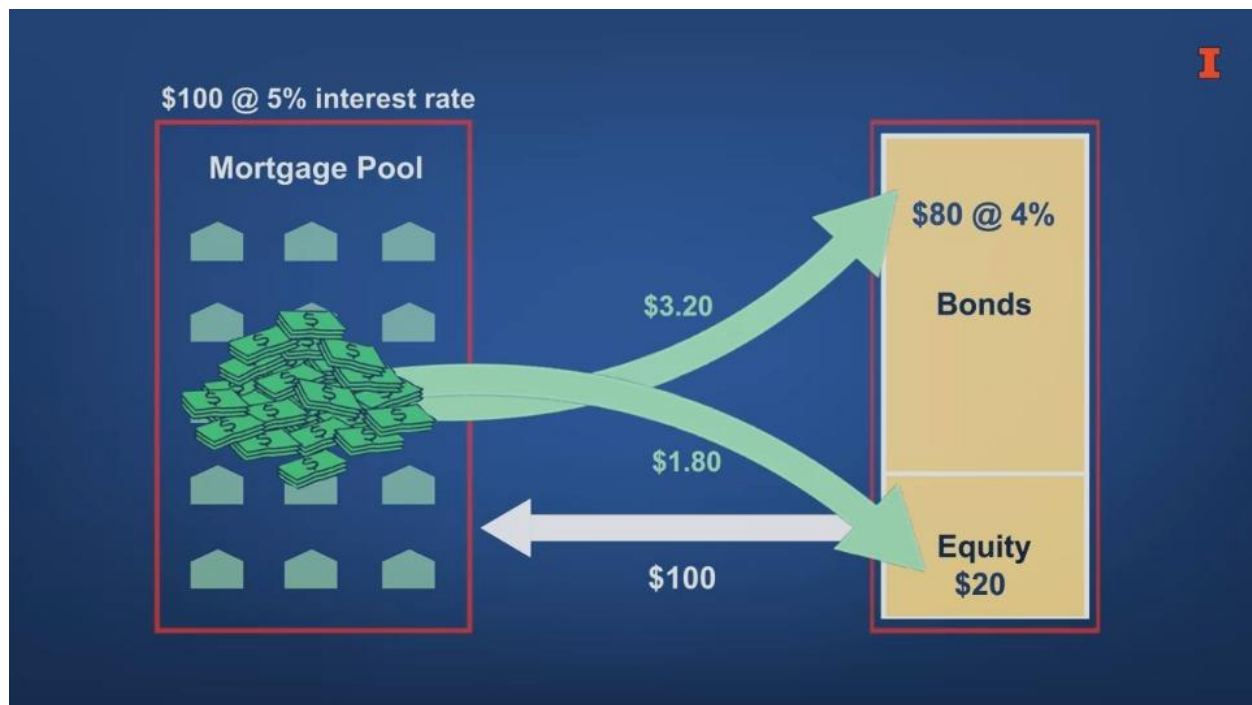 $100 @ 5% interest rate
Mortgage Pool
$80 @ 4%
Bonds
$3.20
$1.80
$100
Equity
$20